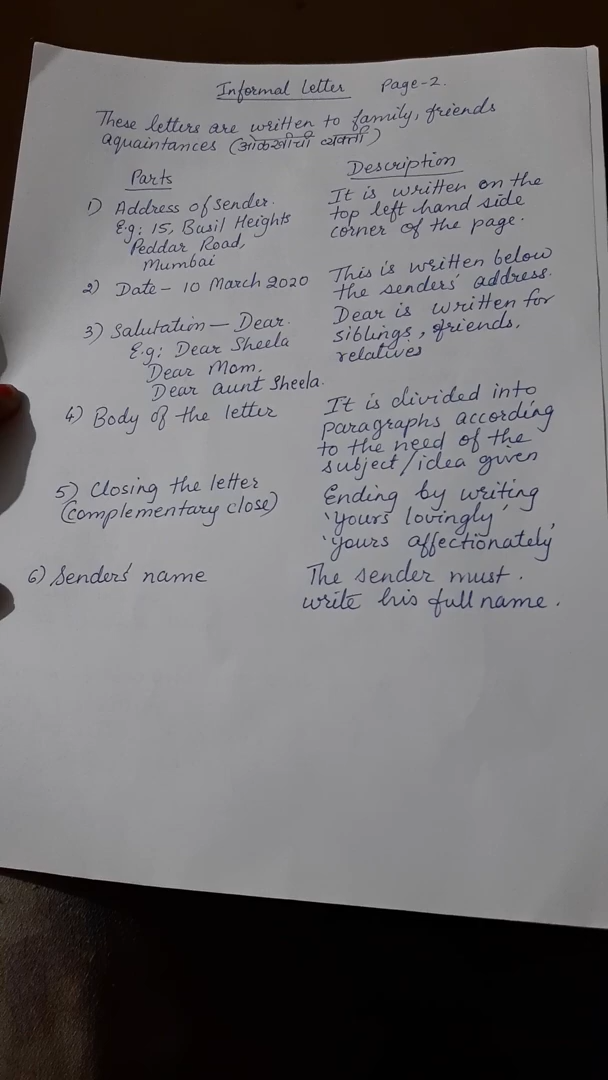 Informal Letter Page-2.
These letters are written to family, friends
aquaintances (ओळखीची व्यक्ती)
Parts
Description
1) Address of sender.
E.g: 15, Busil Heights
Peddar Road,
Mumbai
It is written on the
top left hand side
corner of the page.
2) Date - 10 March 2020
This is written below
the senders' address.
3) Salutation - Dear.
E.g: Dear Sheela
Dear Mom.
Dear aunt Sheela.
Dear is written for
siblings, friends,
relatives
4) Body of the letter
It is divided into
paragraphs according
to the need of the
subject/idea given
5) Closing the letter
(complementary close)
Ending by writing
'yours lovingly'
'yours affectionately'
6) Senders' name
The sender must.
write his full name.